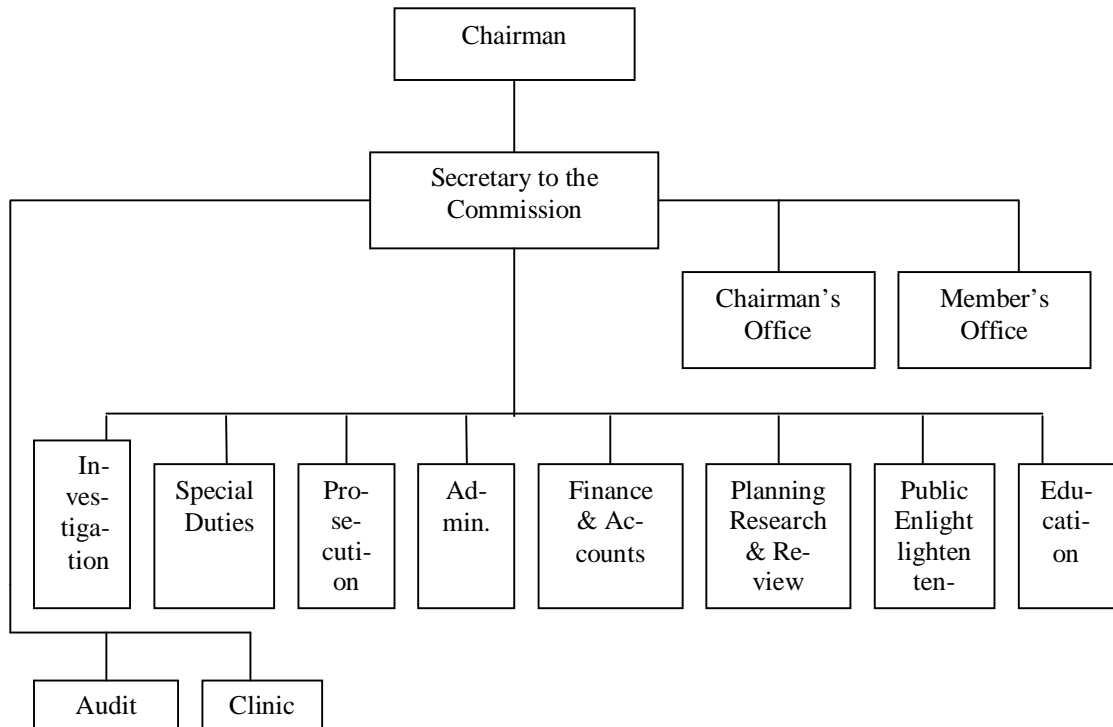 Chairman
Secretary to the
Commission
Chairman's
Office
Member's
Office
In-
ves-
tiga-
tion
Special
Duties
Pro-
se-
cuti-
on
Ad-
min.
Finance
& Ac-
counts
Planning
Research
& Re-
view
Public
Enlight
lighten
ten-
Edu-
cati-
on
Audit
Clinic